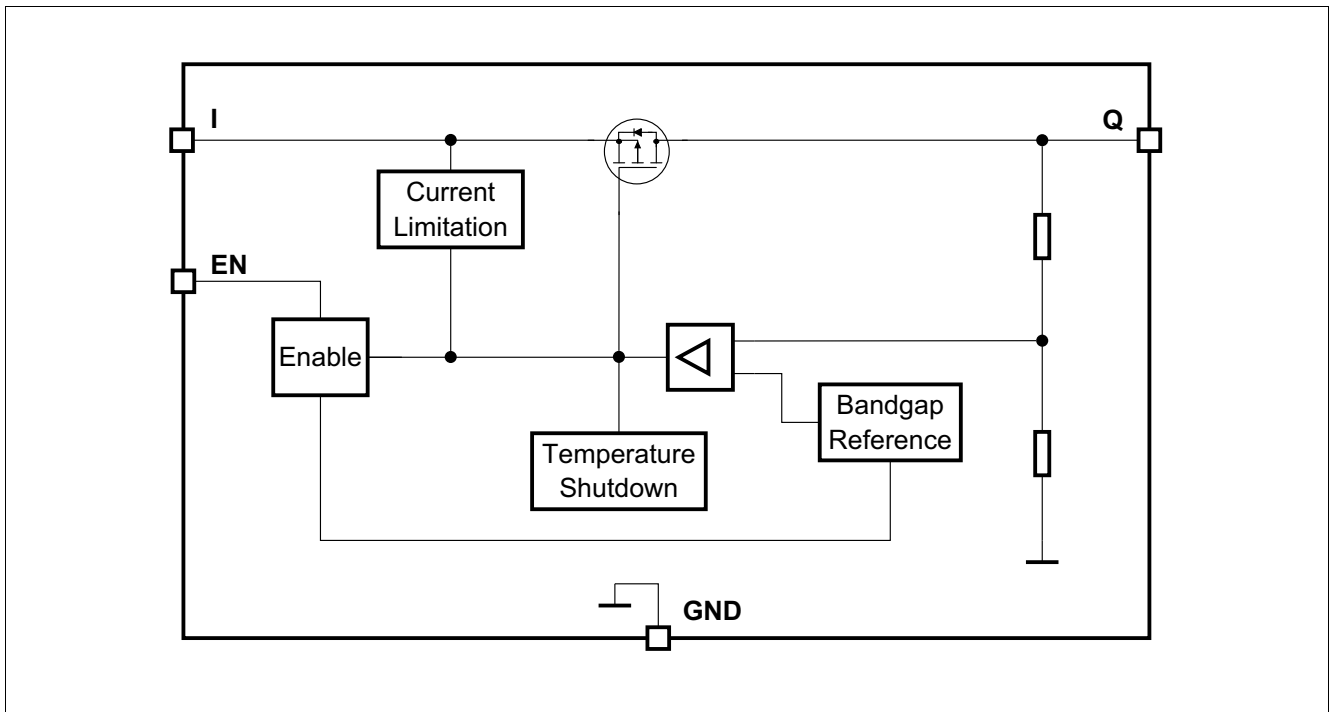 I
Q
Current
Limitation
EN
Enable
Bandgap
Reference
Temperature
Shutdown
GND